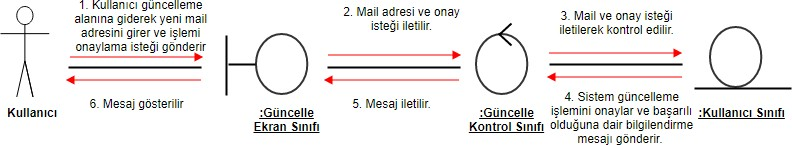 1. Kullanıcı güncelleme
alanına giderek yeni mail
adresini girer ve işlemi
onaylama isteği gönderir
2. Mail adresi ve onay
isteği iletilir.
3. Mail ve onay isteği
iletilerek kontrol edilir.
6. Mesaj gösterilir
5. Mesaj iletilir.
4. Sistem güncelleme
işlemini onaylar ve başarılı
olduğuna dair bilgilendirme
mesajı gönderir.
Kullanıcı
:Güncelle
Ekran Sınıfı
:Güncelle
Kontrol Sınıfı
:Kullanıcı Sınıfı